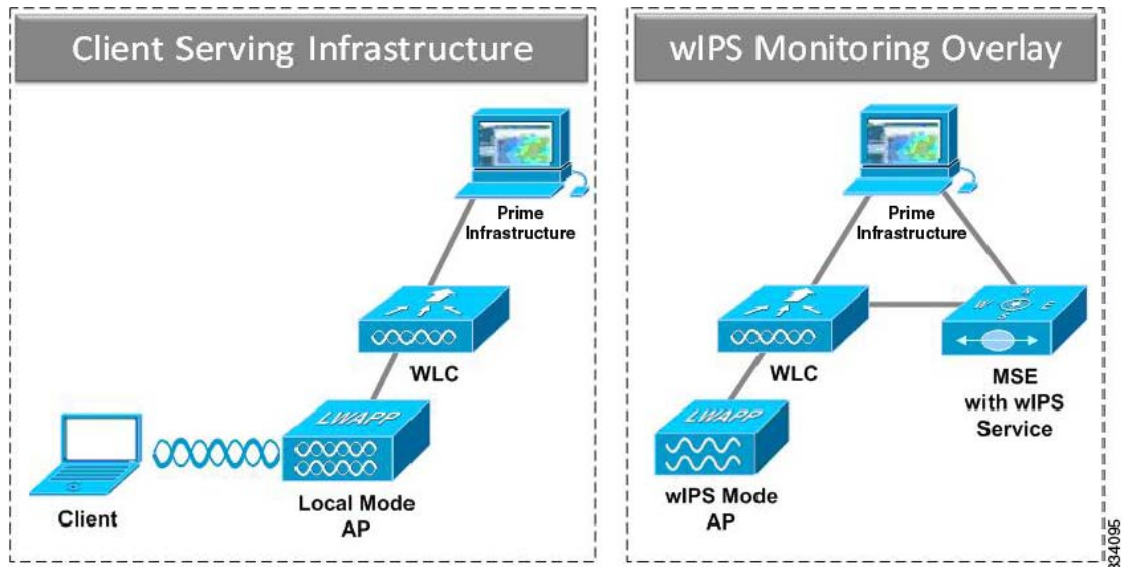 Client Serving Infrastructure
Prime
Infrastructure
WLC
LWAPP
Client
Local Mode
AP
wIPS Monitoring Overlay
Prime
Infrastructure
N
W
E
S
WLC
MSE
with wIPS
Service
LWAPP
wIPS Mode
AP
334095